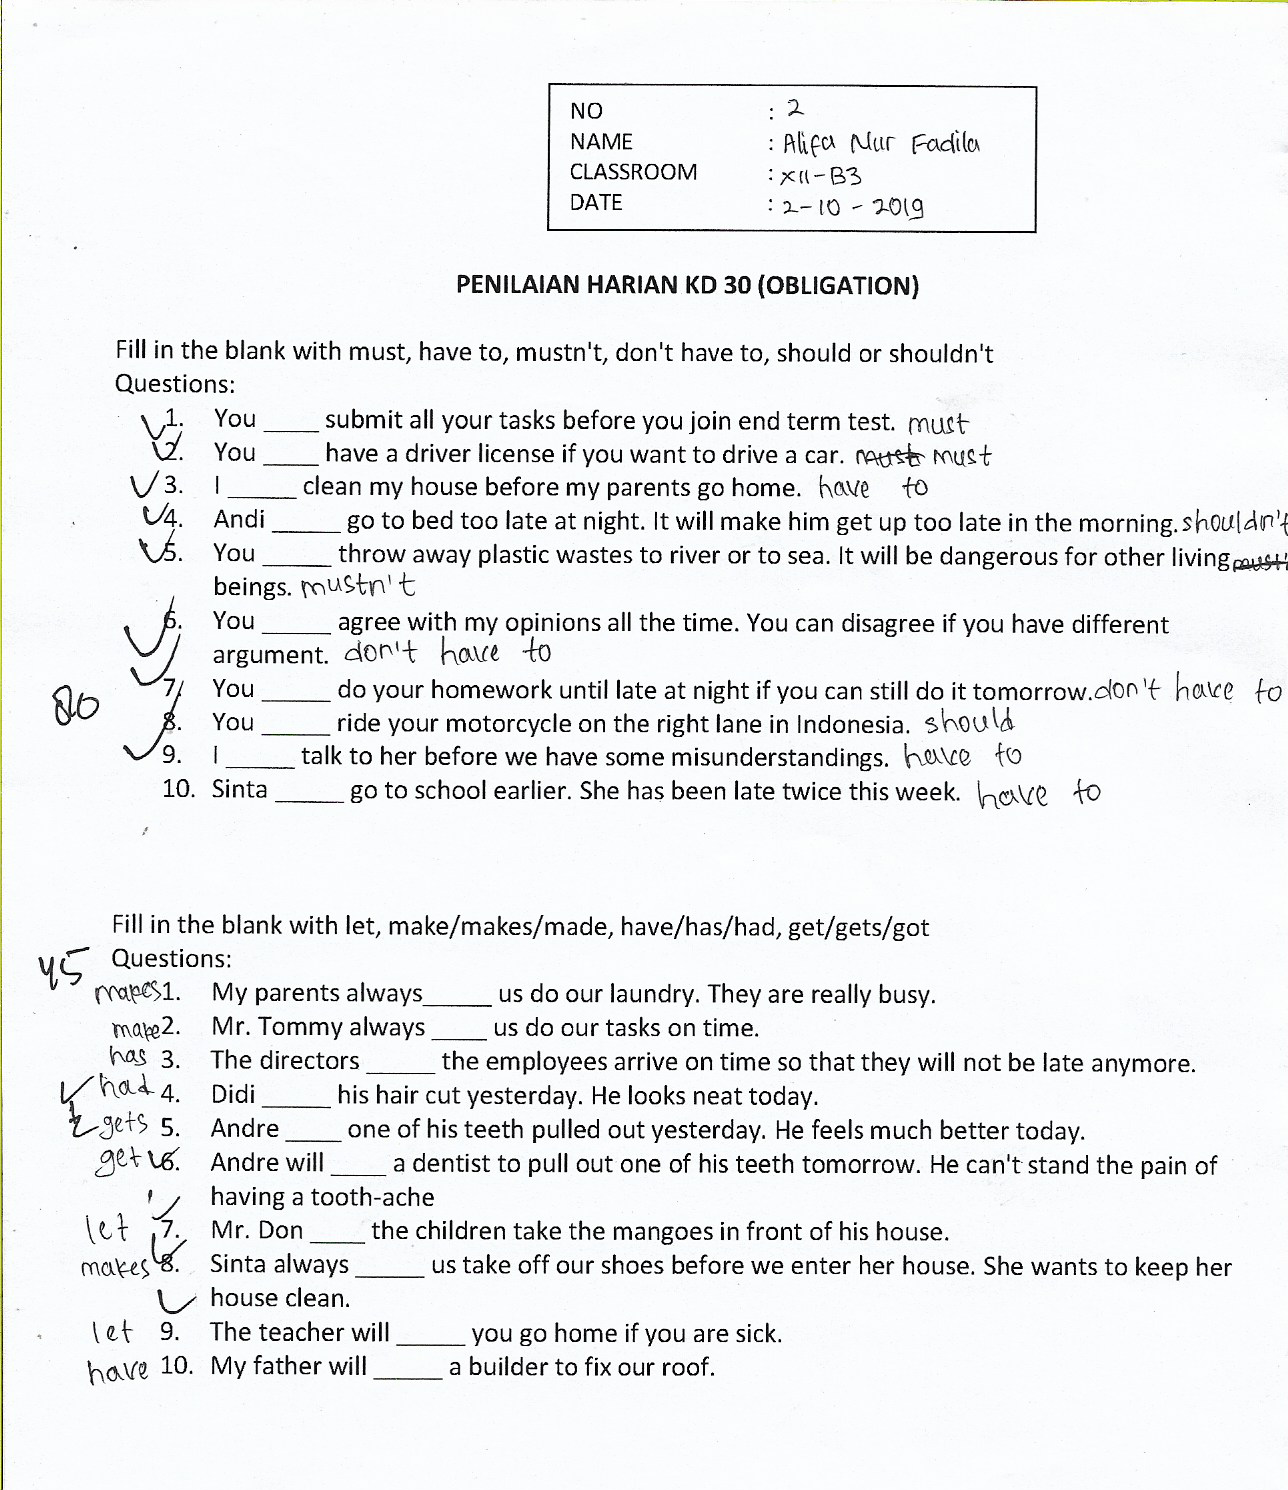 NO : 2
NAME : Alifa Nur Fadila
CLASSROOM : XII-B3
DATE : 2-10-2019
PENILAIAN HARIAN KD 30 (OBLIGATION)
Fill in the blank with must, have to, mustn't, don't have to, should or shouldn't
Questions:
1. You ____ submit all your tasks before you join end term test. must
2. You ____ have a driver license if you want to drive a car. must must
3. I _____ clean my house before my parents go home. have to
4. Andi _____ go to bed too late at night. It will make him get up too late in the morning. shouldn't
5. You _____ throw away plastic wastes to river or to sea. It will be dangerous for other living
beings. mustn't
6. You _____ agree with my opinions all the time. You can disagree if you have different
argument. don't have to
80
7. You _____ do your homework until late at night if you can still do it tomorrow. don't have to
8. You _____ ride your motorcycle on the right lane in Indonesia. should
9. I _____ talk to her before we have some misunderstandings. have to
10. Sinta _____ go to school earlier. She has been late twice this week. have to
Fill in the blank with let, make/makes/made, have/has/had, get/gets/got
45 Questions:
makes 1. My parents always_____ us do our laundry. They are really busy.
make 2. Mr. Tommy always ____ us do our tasks on time.
has 3. The directors _____ the employees arrive on time so that they will not be late anymore.
had 4. Didi _____ his hair cut yesterday. He looks neat today.
gets 5. Andre ____ one of his teeth pulled out yesterday. He feels much better today.
get 6. Andre will ____ a dentist to pull out one of his teeth tomorrow. He can't stand the pain of
having a tooth-ache
let 7. Mr. Don ____ the children take the mangoes in front of his house.
makes 8. Sinta always _____ us take off our shoes before we enter her house. She wants to keep her
house clean.
let 9. The teacher will _____ you go home if you are sick.
have 10. My father will _____ a builder to fix our roof.